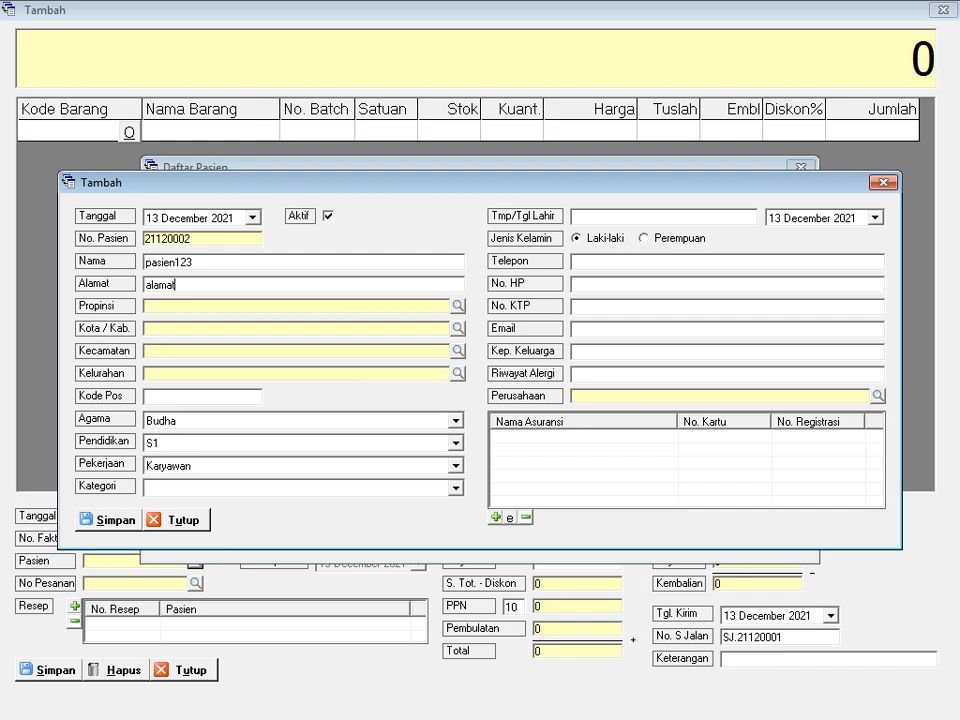 Tambah
0
Kode Barang Nama Barang No. Batch Satuan Stok Kuant. Harga Tuslah Embl Diskon% Jumlah
O
Daftar Pasien
Tambah
Tanggal 13 December 2021 Aktif Tmp/Tgl Lahir 13 December 2021
No. Pasien 21120002 Jenis Kelamin Laki-laki Perempuan
Nama pasien123 Telepon
Alamat alamat No. HP
Propinsi No. KTP
Kota / Kab. Email
Kecamatan Kep. Keluarga
Kelurahan Riwayat Alergi
Kode Pos Perusahaan
Agama Budha Nama Asuransi No. Kartu No. Registrasi
Pendidikan S1
Pekerjaan Karyawan
Kategori
Simpan Tutup e
Tanggal
No. Fakt
Pasien 13 December 2021 0
No Pesanan S. Tot. - Diskon 0 Kembalian 0
Resep No. Resep Pasien PPN 10 0 Tgl. Kirim 13 December 2021
Pembulatan 0 No. S Jalan SJ.21120001
Total 0 Keterangan
Simpan Hapus Tutup